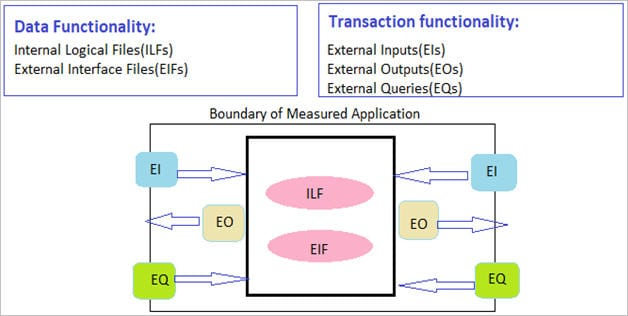 Data Functionality:
Internal Logical Files(ILFs)
External Interface Files(EIFs)
Transaction functionality:
External Inputs(EIs)
External Outputs(EOs)
External Queries(EQs)
Boundary of Measured Application
EI
EI
ILF
EO
EO
EIF
EQ
EQ